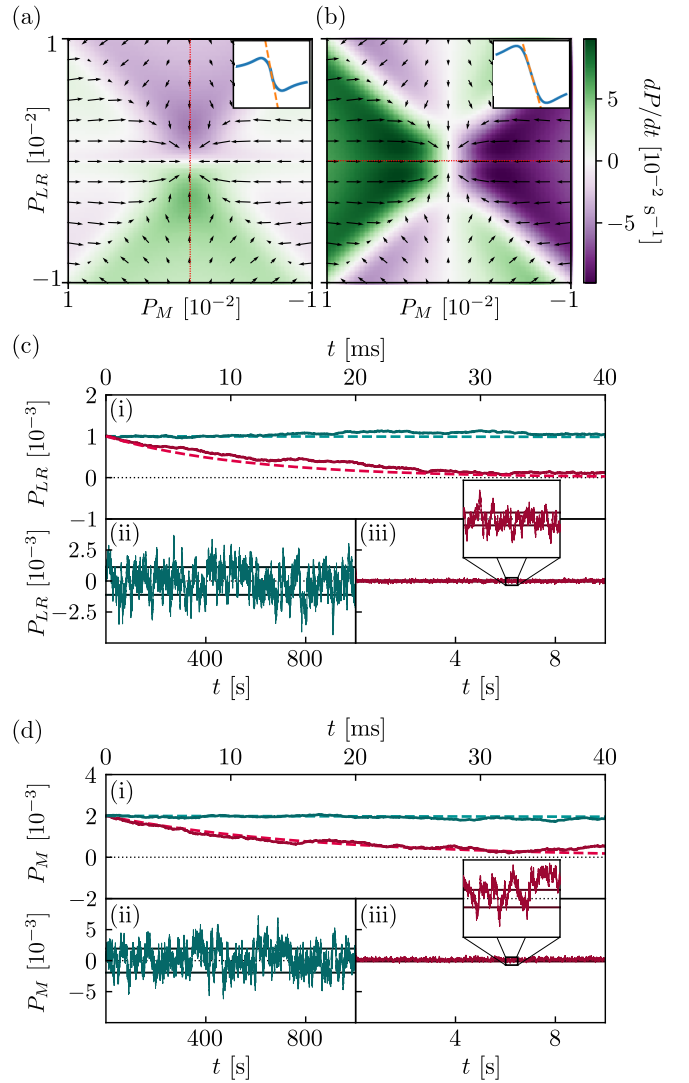 (a) (b)
1
P_LR [10^{-2}]
−1
1 P_M [10^{-2}] −1 1 P_M [10^{-2}] −1
5
0
−5
dP/dt [10^{-2} s^{-1}]
(c)
t [ms]
0 10 20 30 40
(i)
2
1
0
−1
P_LR [10^{-3}]
(ii) (iii)
2.5
0
−2.5
P_LR [10^{-3}]
400 800 4 8
t [s] t [s]
(d)
t [ms]
0 10 20 30 40
(i)
4
2
0
−2
P_M [10^{-3}]
(ii) (iii)
5
0
−5
P_M [10^{-3}]
400 800 4 8
t [s] t [s]